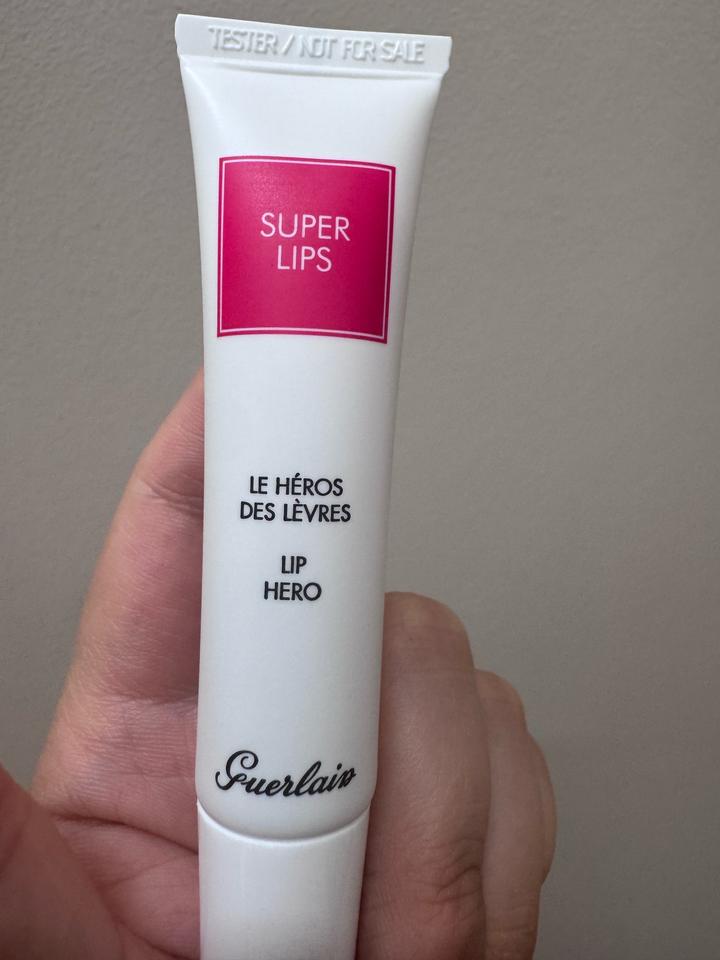 TESTER / NOT FOR SALE
SUPER
LIPS
LE HÉROS
DES LÈVRES
LIP
HERO
Guerlain